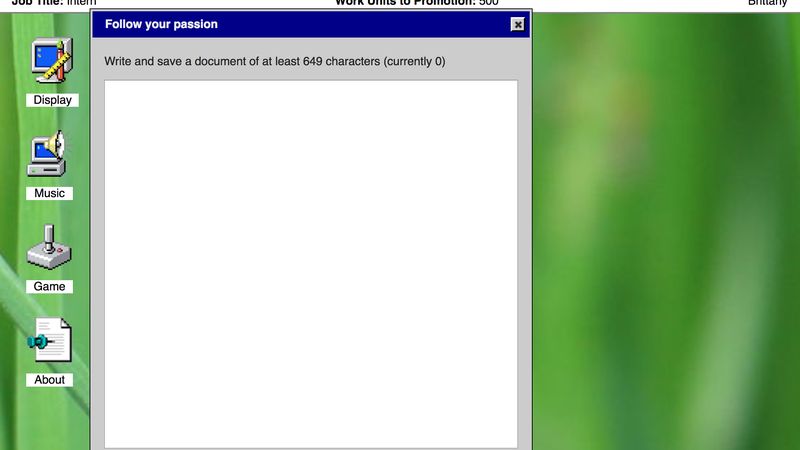 Job Title: Intern
Work Units to Promotion: 500
Brittany
Follow your passion
Write and save a document of at least 649 characters (currently 0)
Display
Music
Game
About